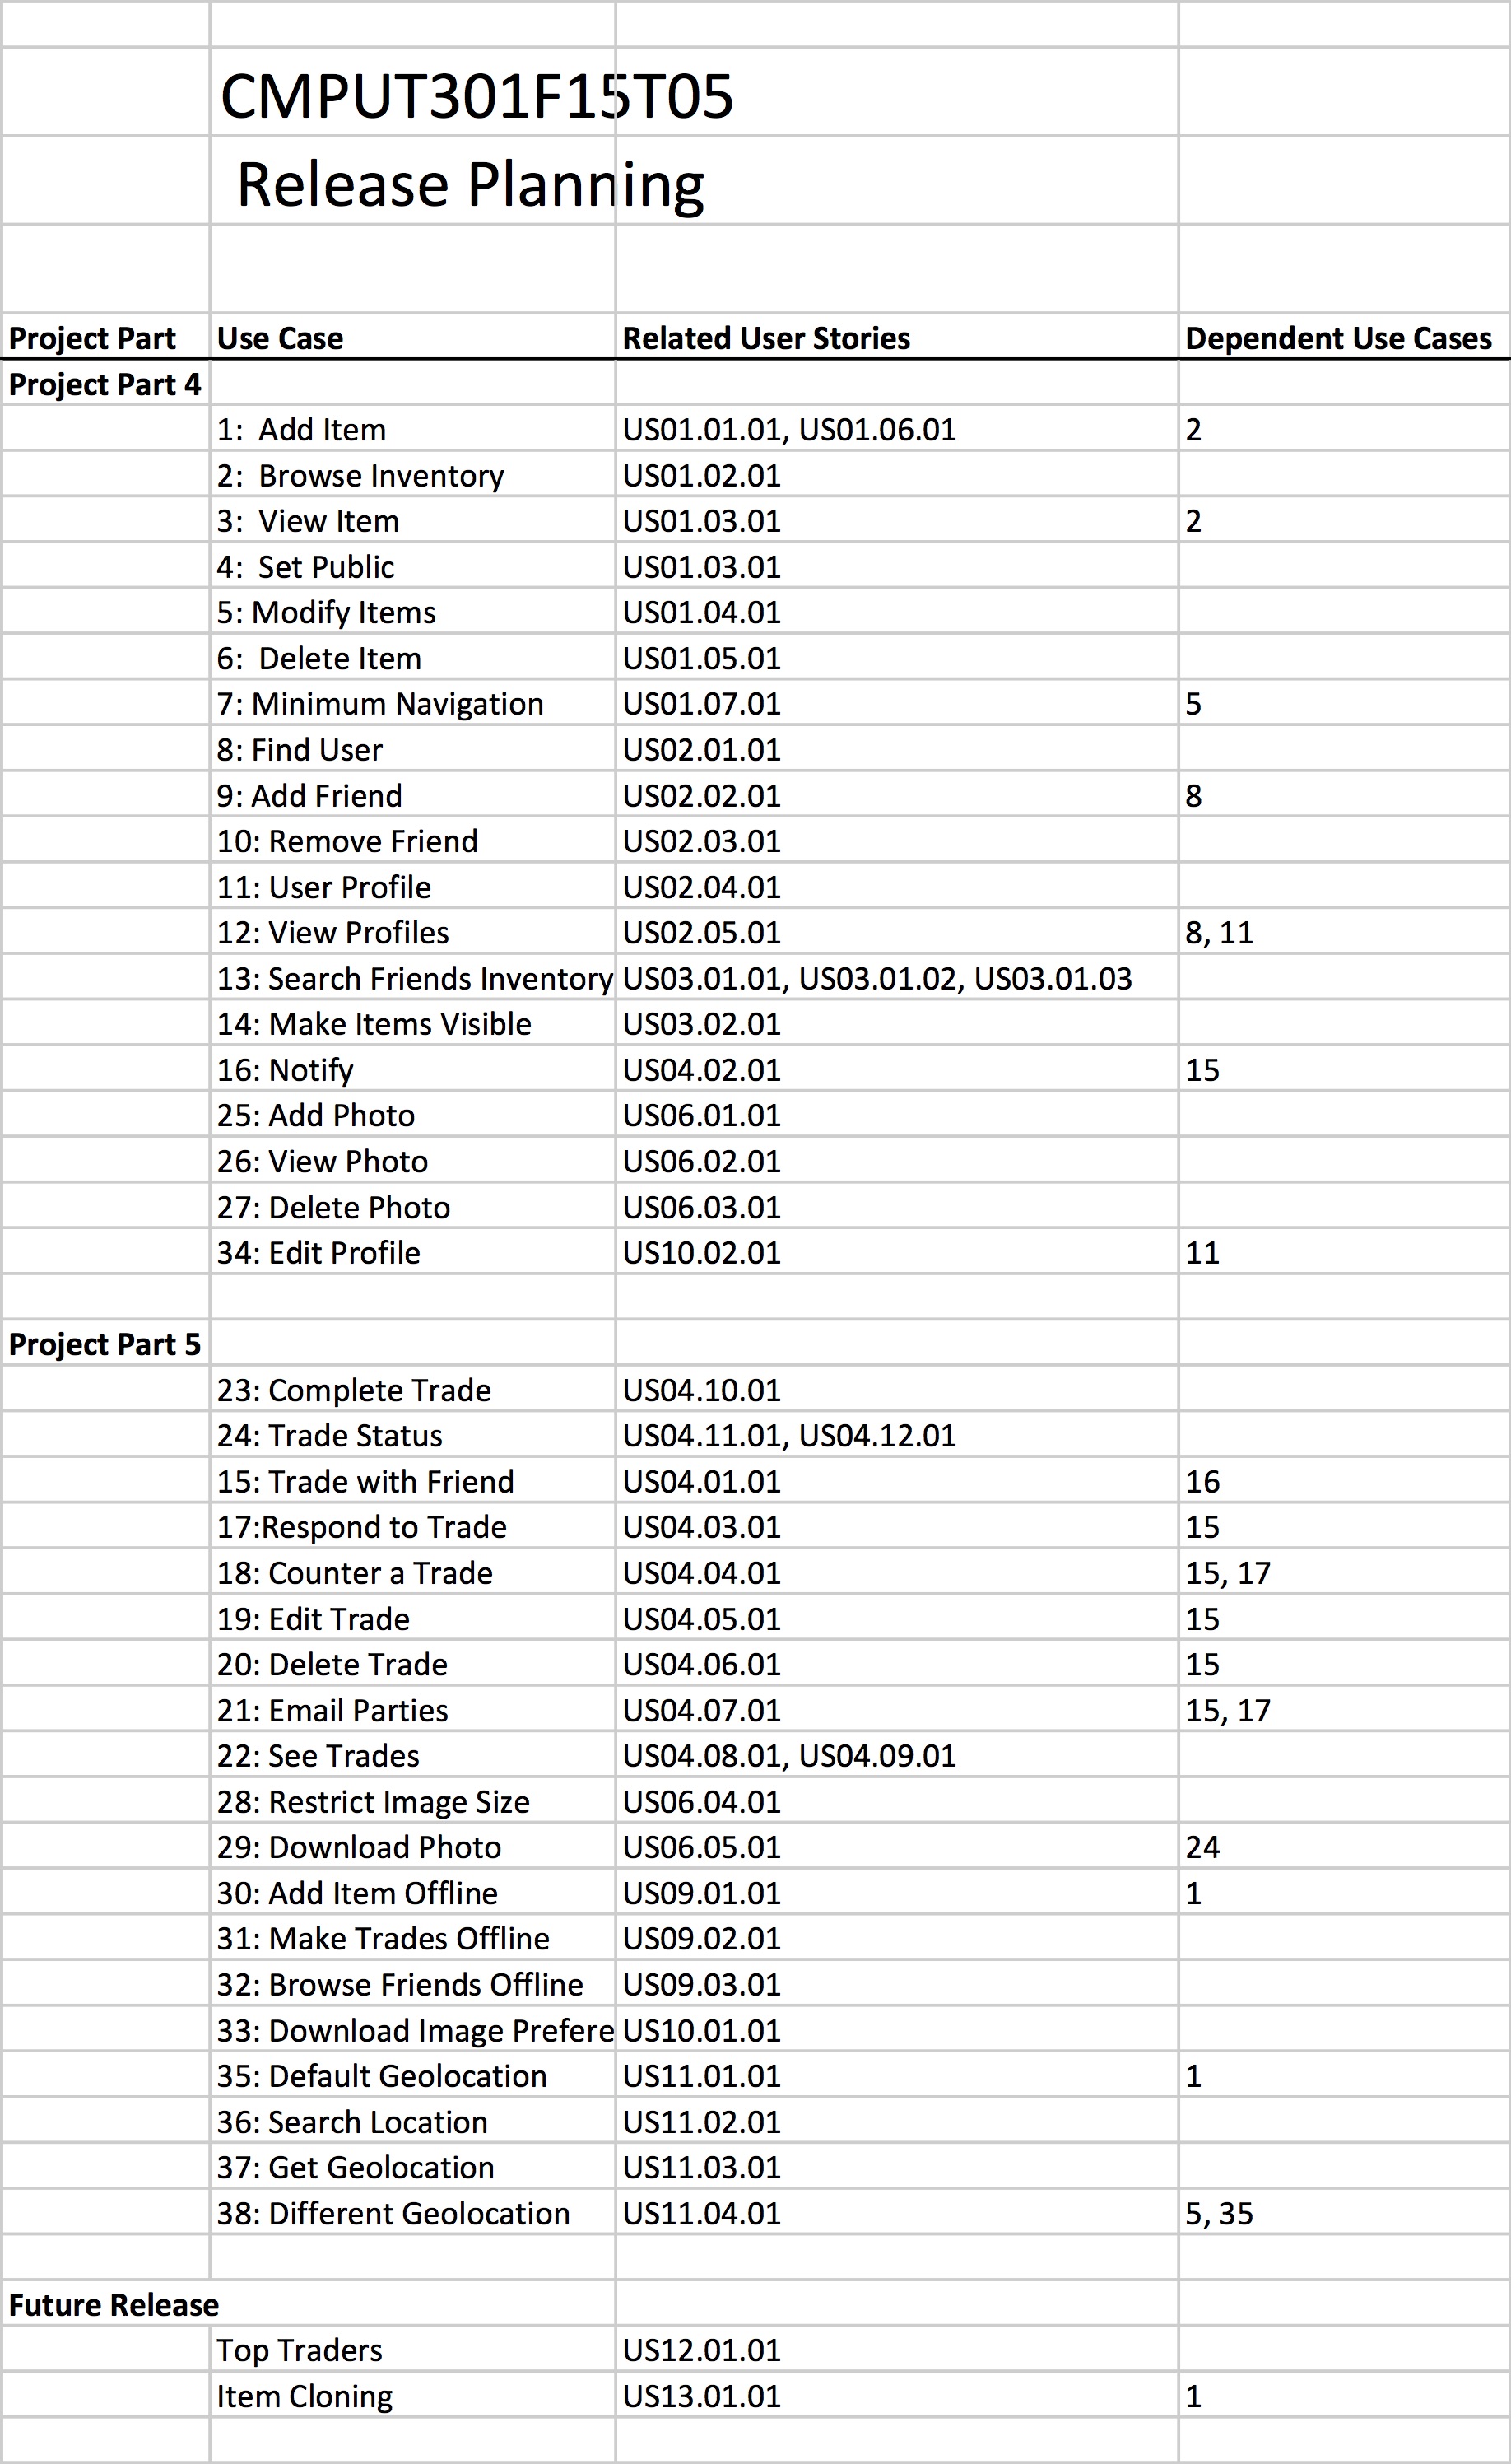 CMPUT301F15T05
Release Planning
Project Part Use Case Related User Stories Dependent Use Cases
Project Part 4
1:  Add Item US01.01.01, US01.06.01 2
2:  Browse Inventory US01.02.01
3:  View Item US01.03.01 2
4:  Set Public US01.03.01
5: Modify Items US01.04.01
6:  Delete Item US01.05.01
7: Minimum Navigation US01.07.01 5
8: Find User US02.01.01
9: Add Friend US02.02.01 8
10: Remove Friend US02.03.01
11: User Profile US02.04.01
12: View Profiles US02.05.01 8, 11
13: Search Friends Inventory US03.01.01, US03.01.02, US03.01.03
14: Make Items Visible US03.02.01
16: Notify US04.02.01 15
25: Add Photo US06.01.01
26: View Photo US06.02.01
27: Delete Photo US06.03.01
34: Edit Profile US10.02.01 11
Project Part 5
23: Complete Trade US04.10.01
24: Trade Status US04.11.01, US04.12.01
15: Trade with Friend US04.01.01 16
17:Respond to Trade US04.03.01 15
18: Counter a Trade US04.04.01 15, 17
19: Edit Trade US04.05.01 15
20: Delete Trade US04.06.01 15
21: Email Parties US04.07.01 15, 17
22: See Trades US04.08.01, US04.09.01
28: Restrict Image Size US06.04.01
29: Download Photo US06.05.01 24
30: Add Item Offline US09.01.01 1
31: Make Trades Offline US09.02.01
32: Browse Friends Offline US09.03.01
33: Download Image Prefere US10.01.01
35: Default Geolocation US11.01.01 1
36: Search Location US11.02.01
37: Get Geolocation US11.03.01
38: Different Geolocation US11.04.01 5, 35
Future Release
Top Traders US12.01.01
Item Cloning US13.01.01 1